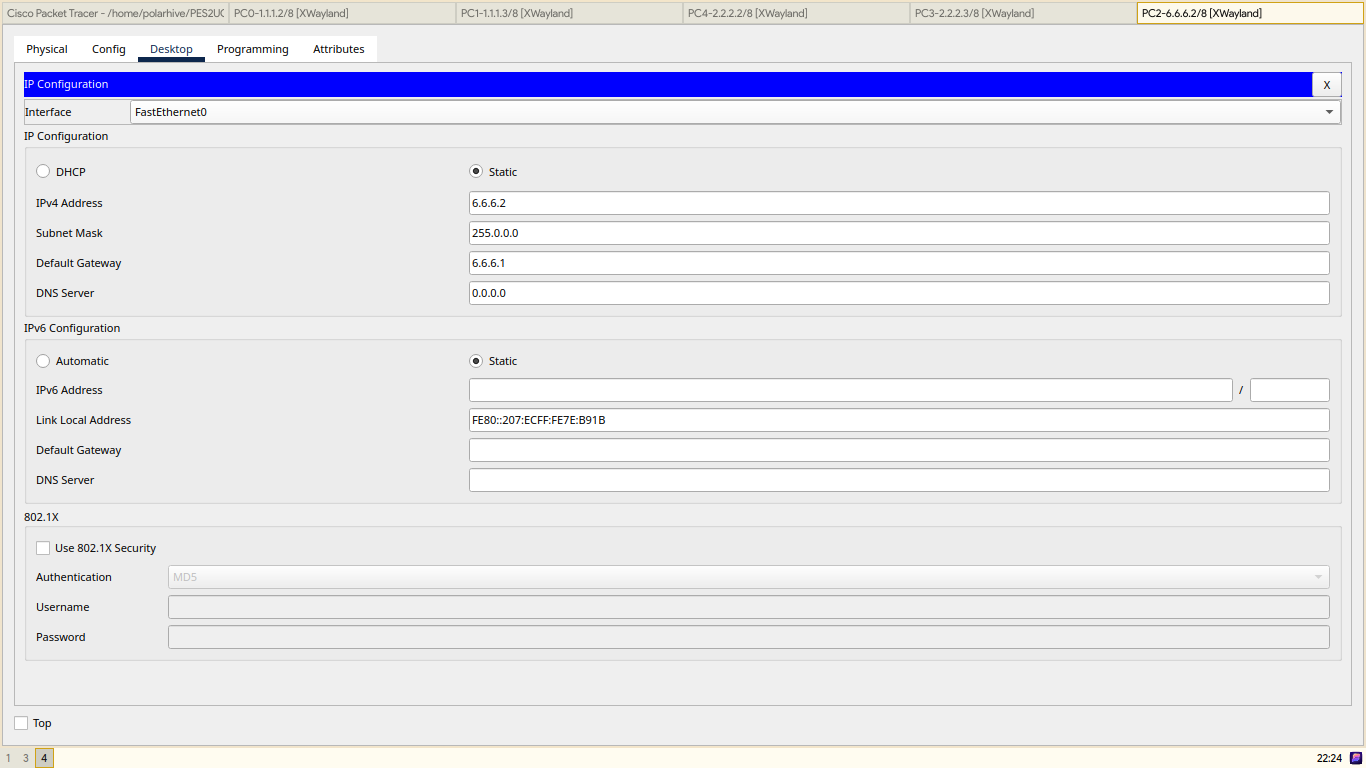 Cisco Packet Tracer - /home/polarhive/PES2UG PC0-1.1.1.2/8 [XWayland] PC1-1.1.1.3/8 [XWayland] PC4-2.2.2.2/8 [XWayland] PC3-2.2.2.3/8 [XWayland] PC2-6.6.6.2/8 [XWayland]
Physical Config Desktop Programming Attributes
IP Configuration X
Interface FastEthernet0
IP Configuration
DHCP Static
IPv4 Address 6.6.6.2
Subnet Mask 255.0.0.0
Default Gateway 6.6.6.1
DNS Server 0.0.0.0
IPv6 Configuration
Automatic Static
IPv6 Address /
Link Local Address FE80::207:ECFF:FE7E:B91B
Default Gateway
DNS Server
802.1X
Use 802.1X Security
Authentication MD5
Username
Password
Top
1 3 4 22:24